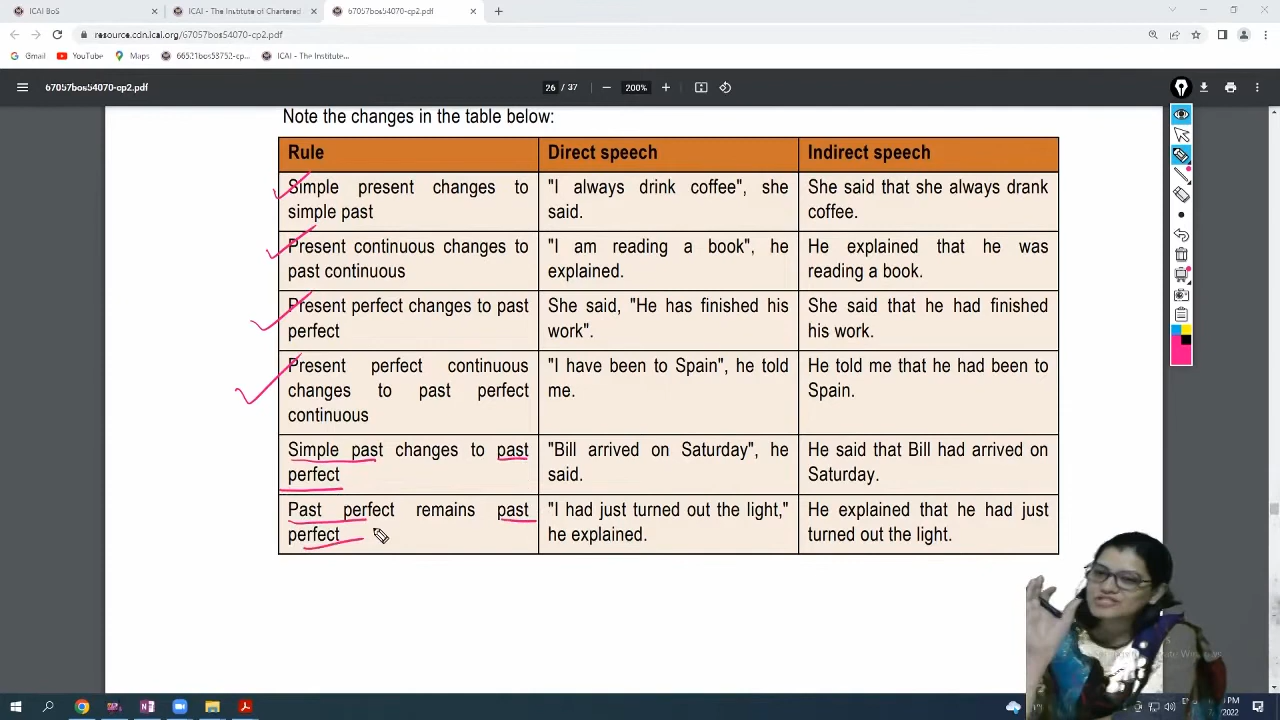 ICAI BoS
ICAI - The Institute of Chartered
67057bos54070-cp2.pdf
resource.cdn.icai.org/67057bos54070-cp2.pdf
Gmail
YouTube
Maps
66521bos53752-cp...
ICAI - The Institute...
67057bos54070-cp2.pdf
26 / 37
200%
Note the changes in the table below:
Rule
Direct speech
Indirect speech
Simple present changes to
simple past
"I always drink coffee", she
said.
She said that she always drank
coffee.
Present continuous changes to
past continuous
"I am reading a book", he
explained.
He explained that he was
reading a book.
Present perfect changes to past
perfect
She said, "He has finished his
work".
She said that he had finished
his work.
Present perfect continuous
changes to past perfect
continuous
"I have been to Spain", he told
me.
He told me that he had been to
Spain.
Simple past changes to past
perfect
"Bill arrived on Saturday", he
said.
He said that Bill had arrived on
Saturday.
Past perfect remains past
perfect
"I had just turned out the light,"
he explained.
He explained that he had just
turned out the light.